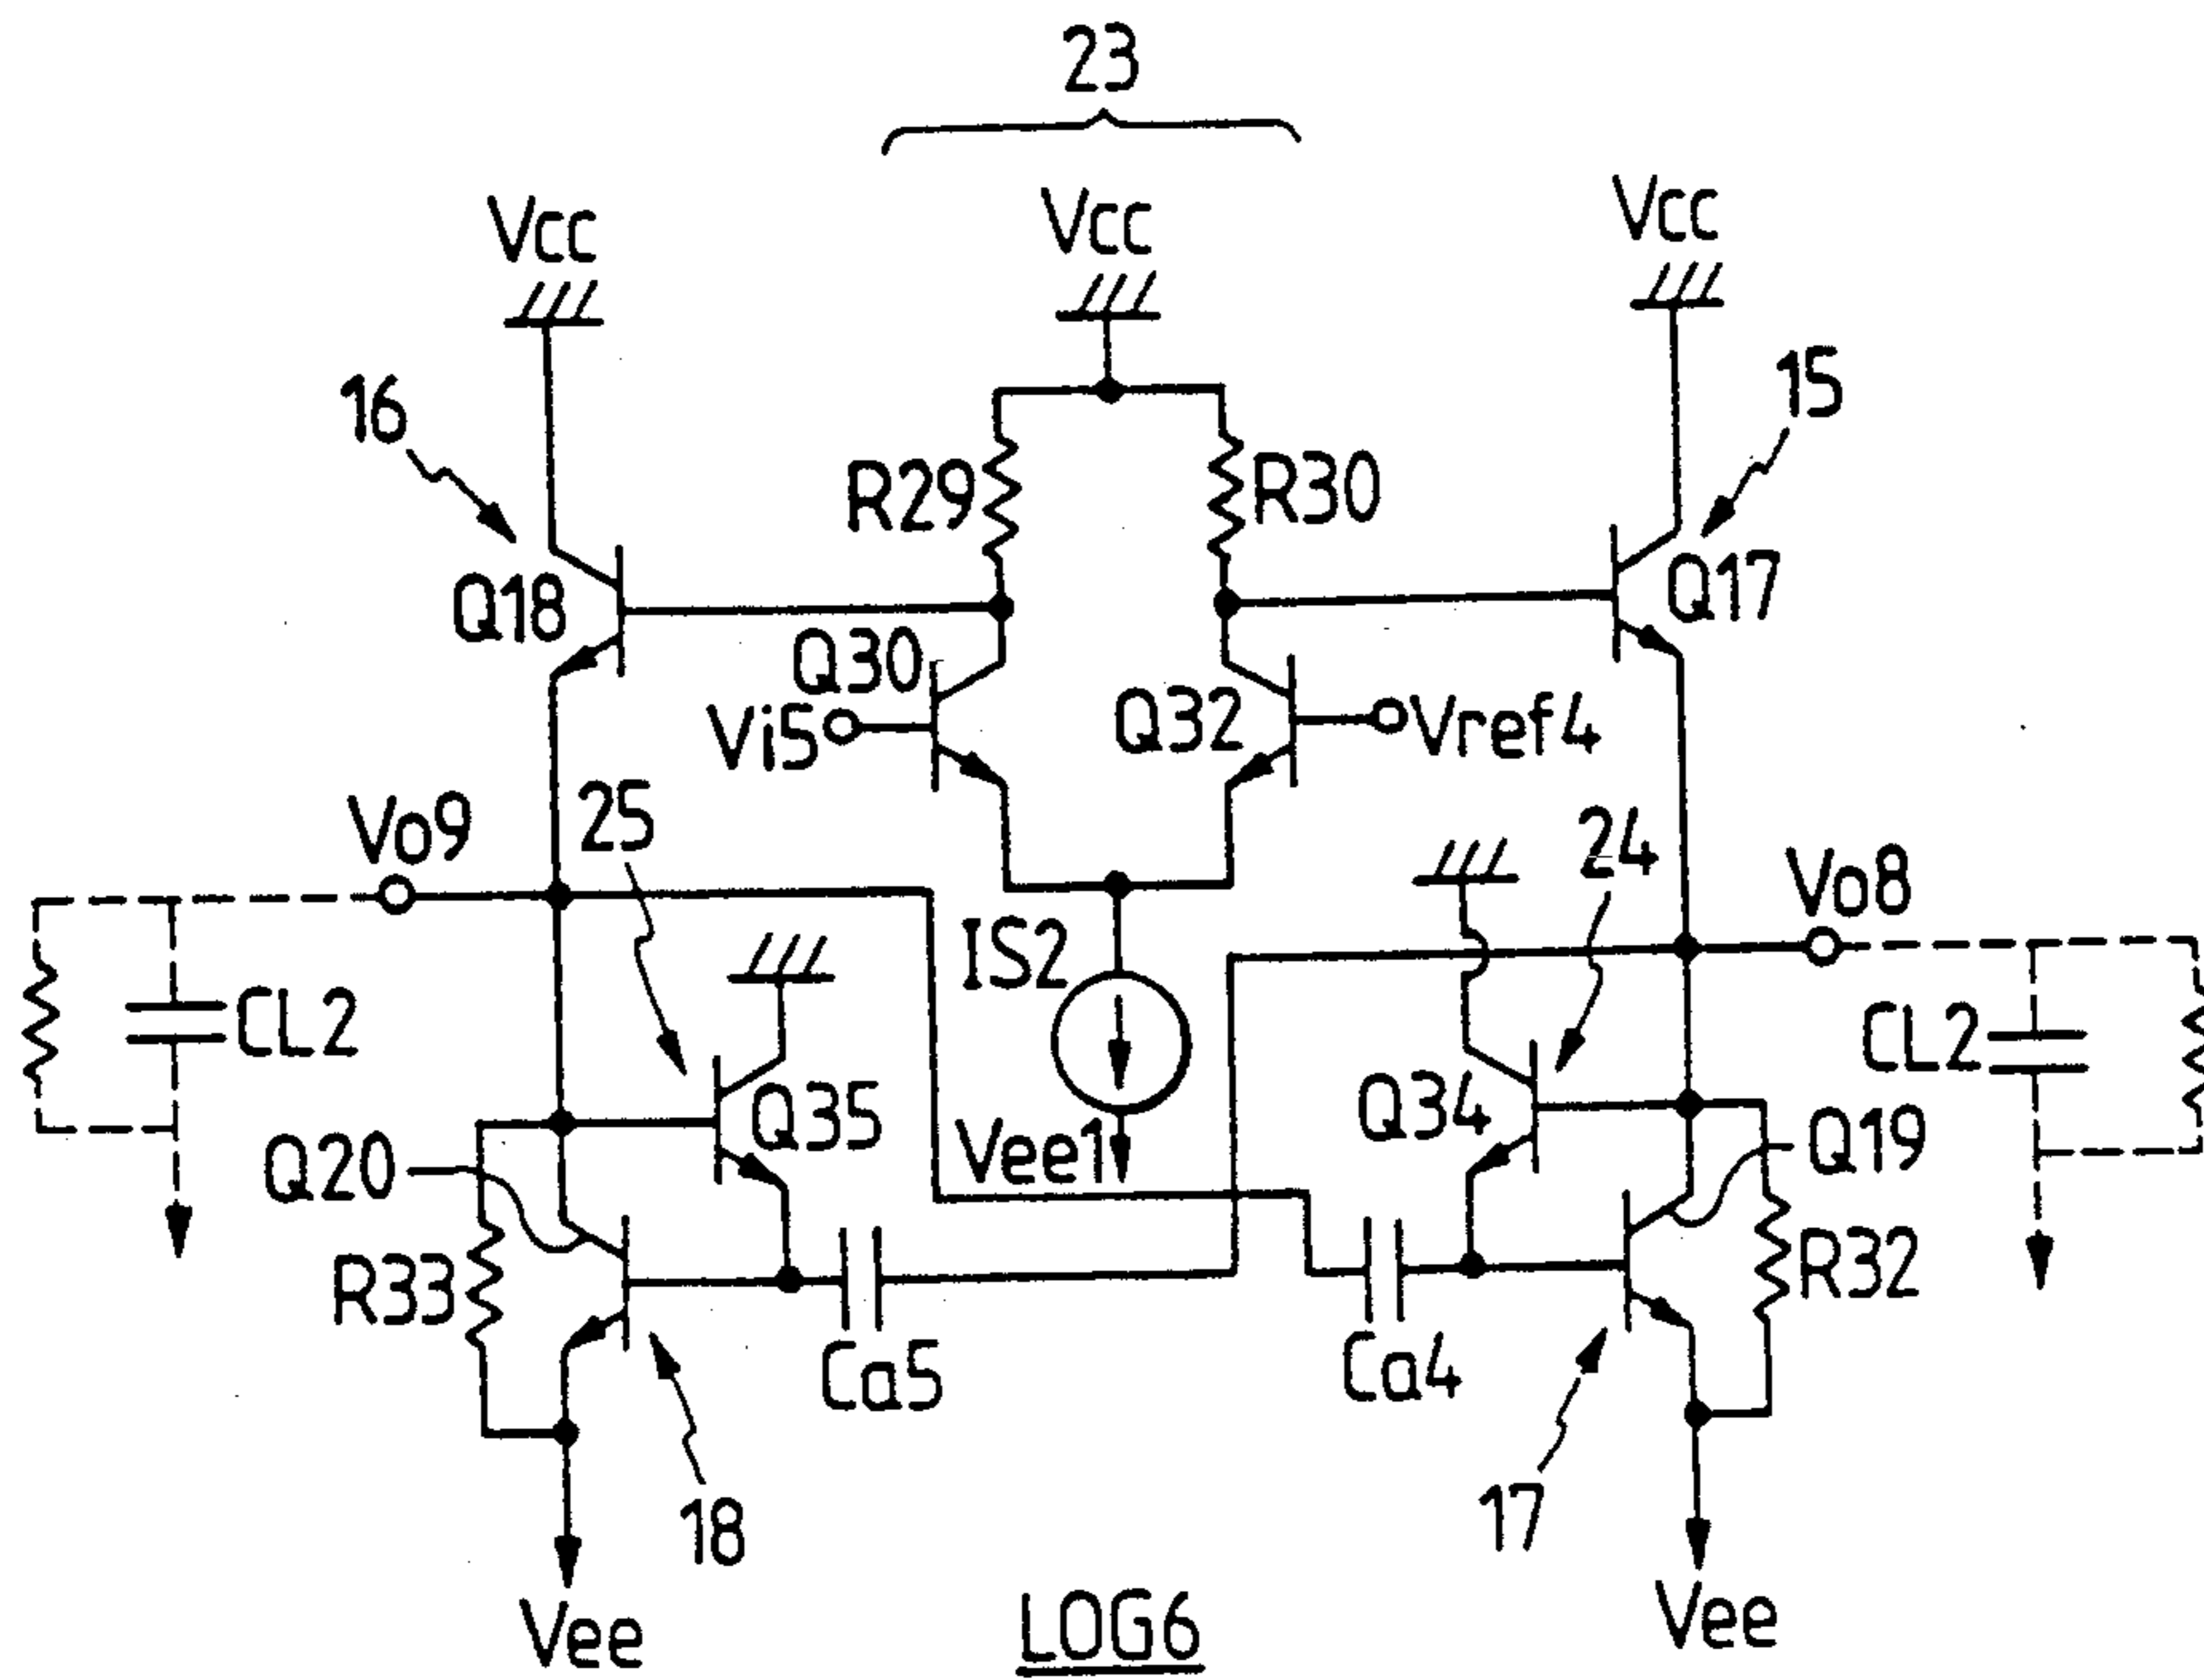 23
Vcc
Vcc
Vcc
16
15
R29
R30
Q18
Q17
Q30
Q32
Vi5
Vref4
25
24
Vo9
Vo8
IS2
CL2
CL2
Q35
Q34
Vee1
Q20
Q19
R33
R32
Ca5
Ca4
18
17
Vee
Vee
LOG6